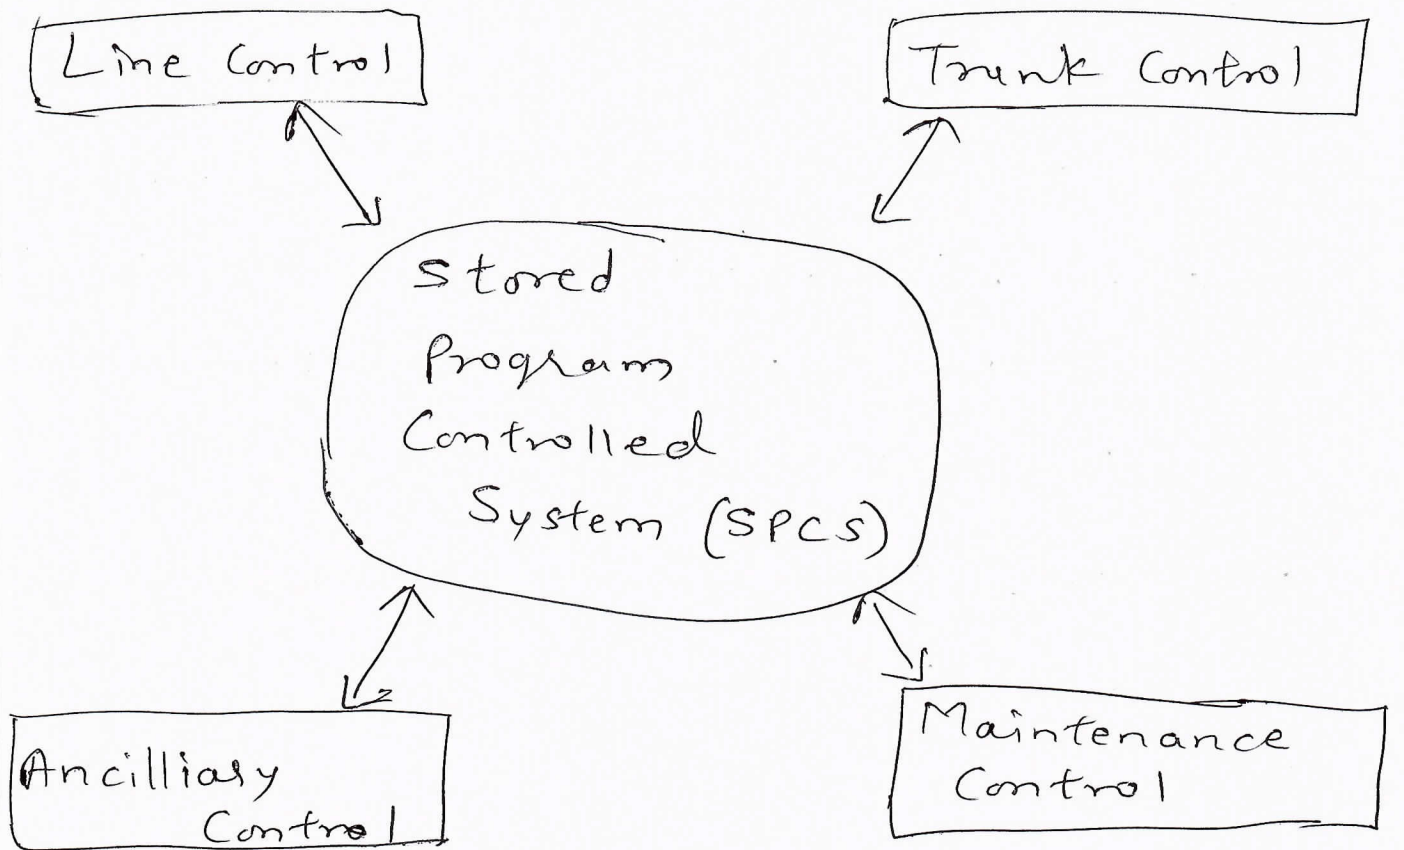 Line Control
Trunk Control
Stored
Program
Controlled
System (SPCS)
Ancilliary
Control
Maintenance
Control